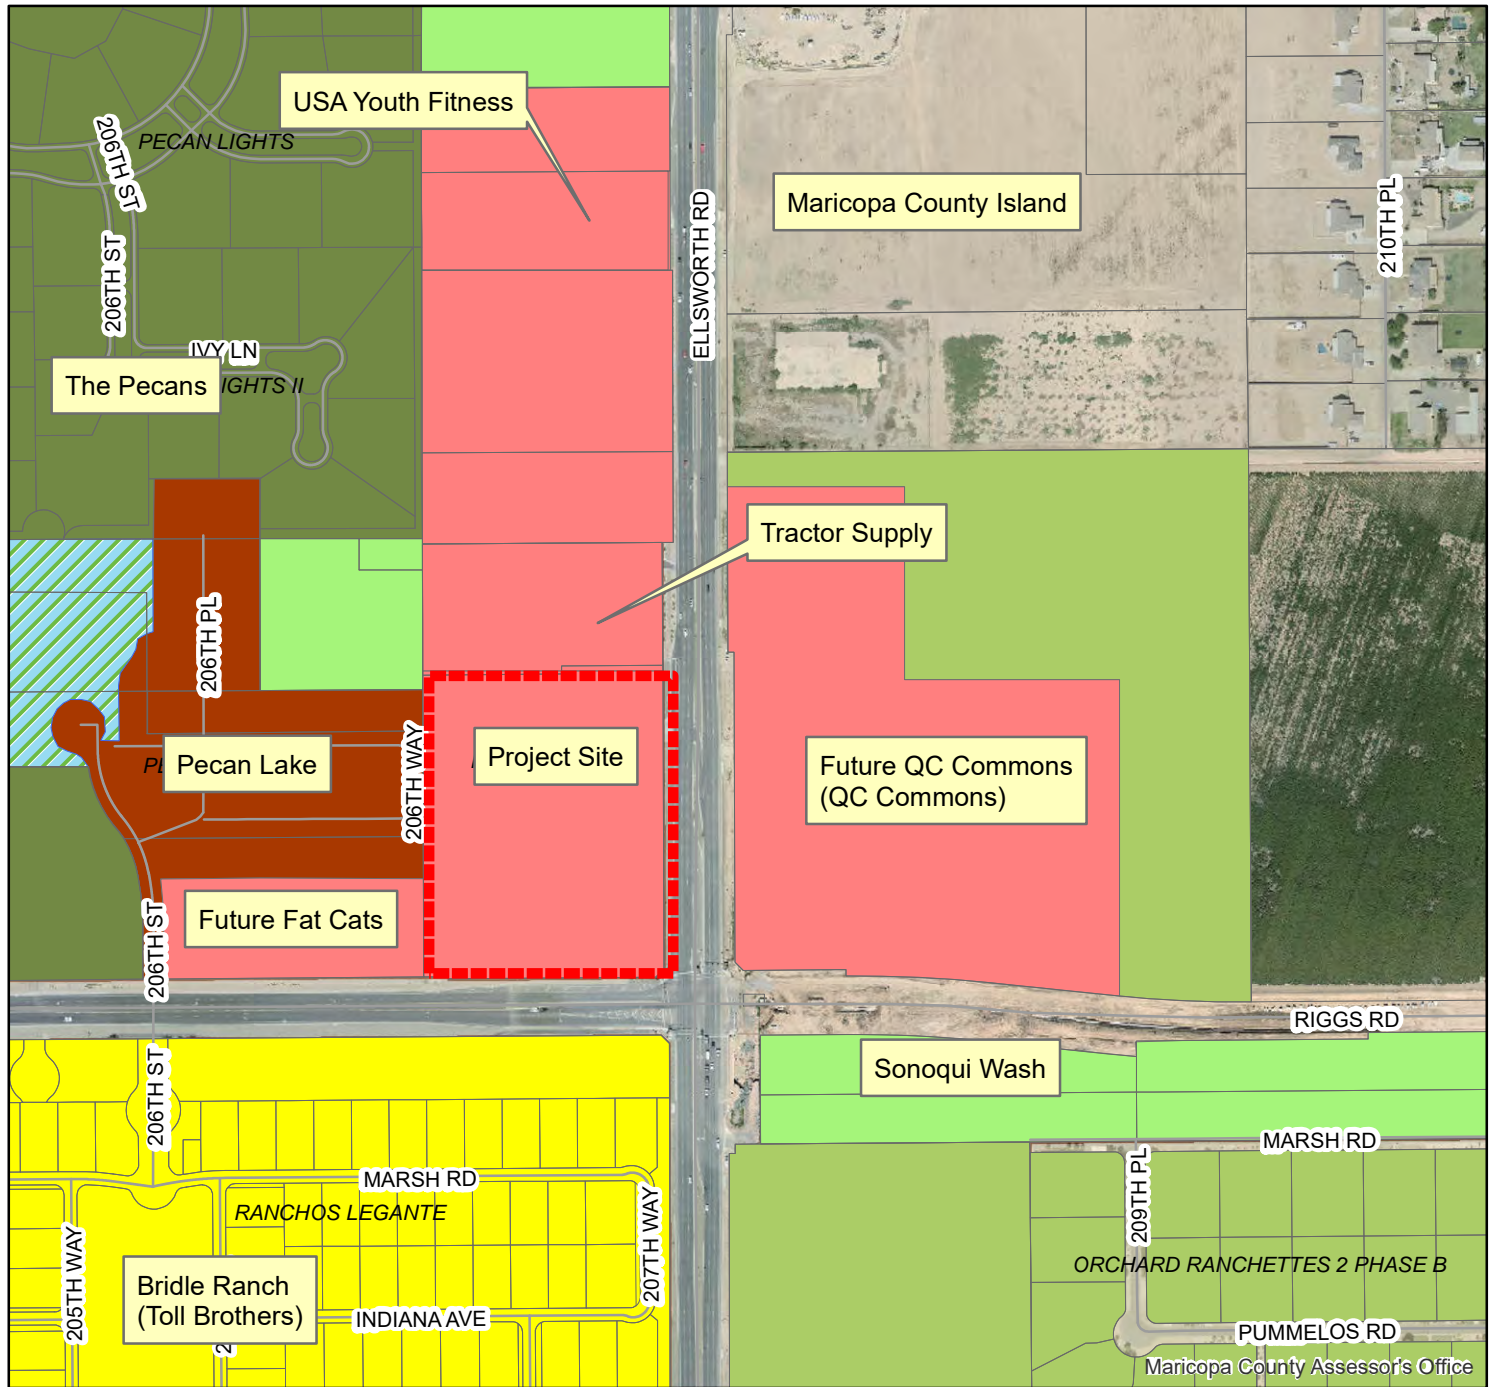 USA Youth Fitness
PECAN LIGHTS
206TH ST
206TH ST
ELLSWORTH RD
Maricopa County Island
210TH PL
IVY LN
The Pecans
IGHTS II
Tractor Supply
206TH PL
206TH WAY
Pecan Lake
Project Site
Future QC Commons
(QC Commons)
Future Fat Cats
206TH ST
RIGGS RD
206TH ST
Sonoqui Wash
MARSH RD
MARSH RD
209TH PL
RANCHOS LEGANTE
207TH WAY
205TH WAY
ORCHARD RANCHETTES 2 PHASE B
Bridle Ranch
(Toll Brothers)
INDIANA AVE
PUMMELOS RD
Maricopa County Assessor's Office